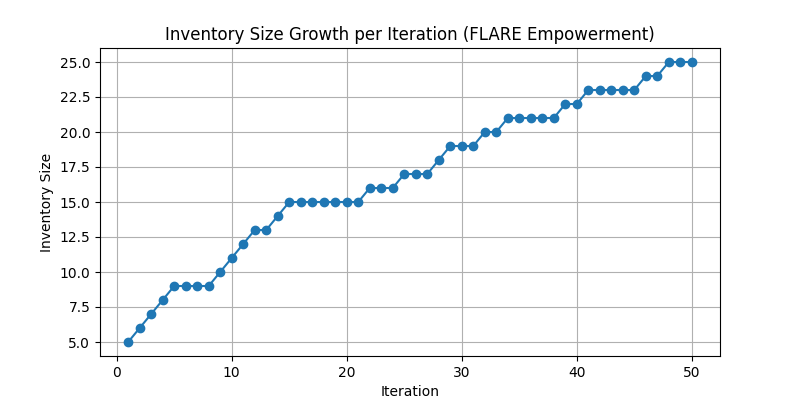 Inventory Size Growth per Iteration (FLARE Empowerment)
Inventory Size
25.0
22.5
20.0
17.5
15.0
12.5
10.0
7.5
5.0
0 10 20 30 40 50
Iteration